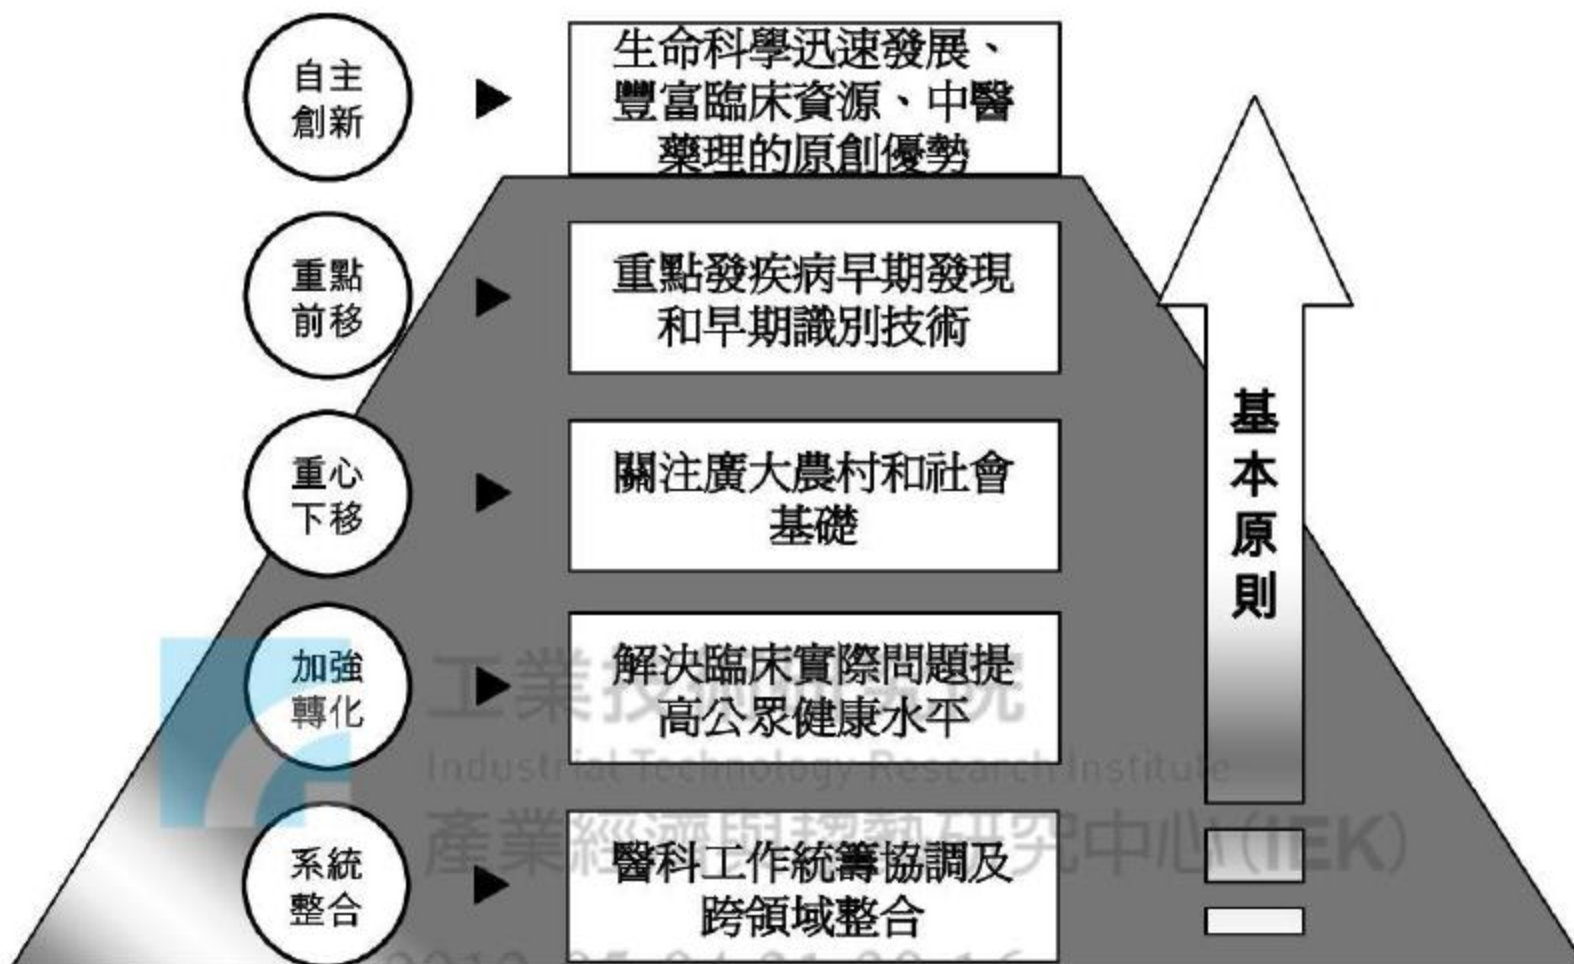 自主
創新
生命科學迅速發展、
豐富臨床資源、中醫
藥理的原創優勢
重點
前移
重點發疾病早期發現
和早期識別技術
重心
下移
關注廣大農村和社會
基礎
加強
轉化
解決臨床實際問題提
高公眾健康水平
系統
整合
醫科工作統籌協調及
跨領域整合
基本原則
工業技術研究院
Industrial Technology Research Institute
產業經濟與趨勢研究中心(IEK)